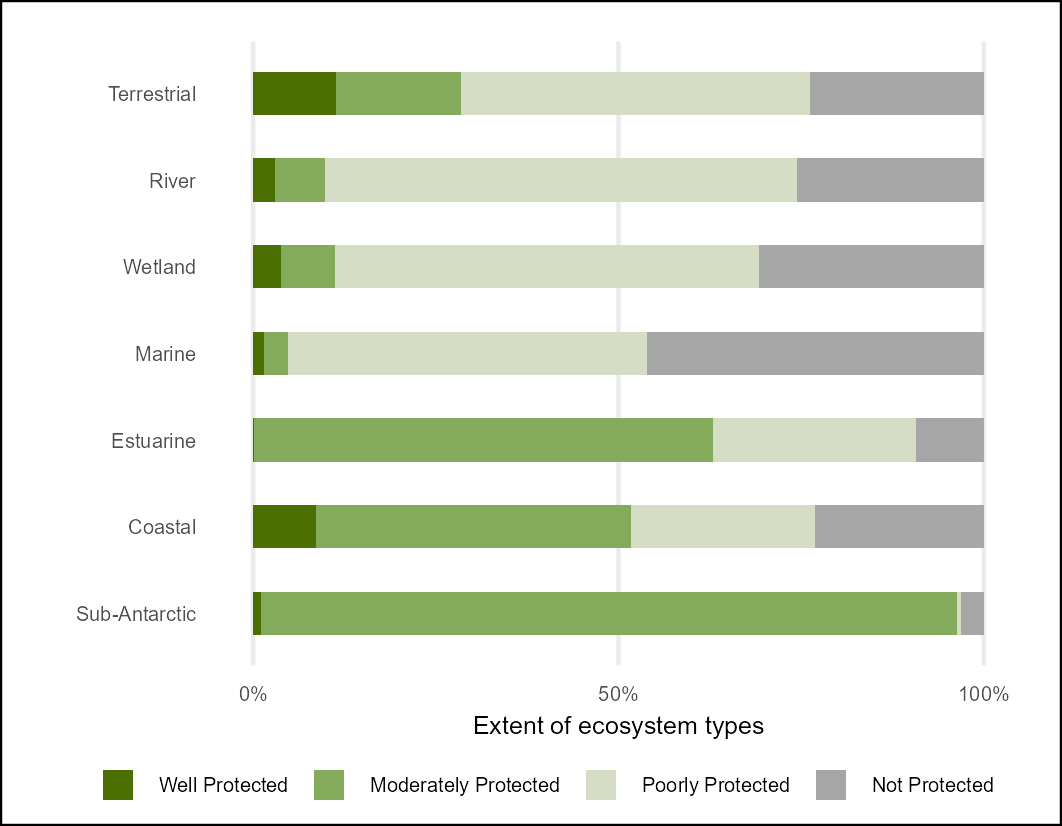 Terrestrial
River
Wetland
Marine
Estuarine
Coastal
Sub-Antarctic
0% 50% 100%
Extent of ecosystem types
Well Protected Moderately Protected Poorly Protected Not Protected